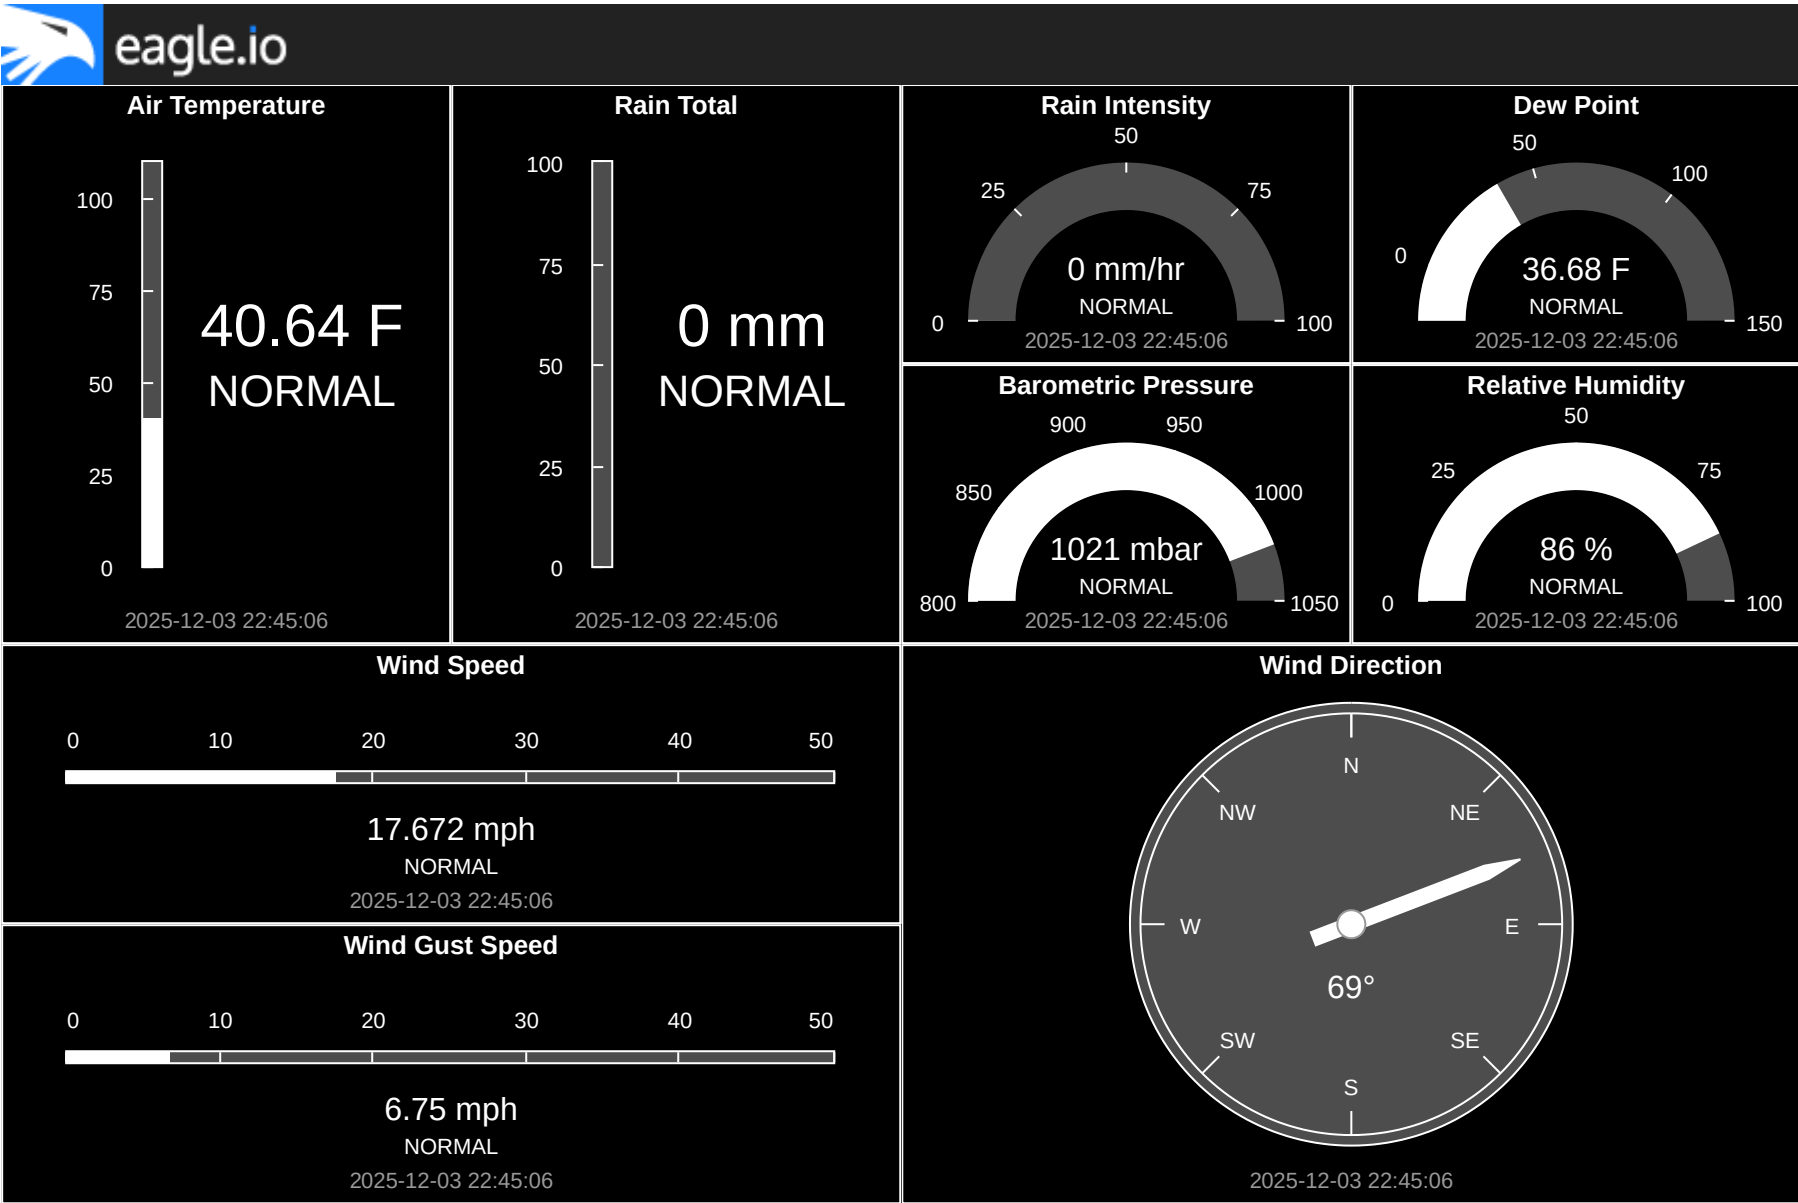 eagle.io
Air Temperature
100
75
50
25
0
40.64 F
NORMAL
2025-12-03 22:45:06
Rain Total
100
75
50
25
0
0 mm
NORMAL
2025-12-03 22:45:06
Rain Intensity
50
25
75
0
100
0 mm/hr
NORMAL
2025-12-03 22:45:06
Dew Point
50
100
0
150
36.68 F
NORMAL
2025-12-03 22:45:06
Barometric Pressure
900
950
850
1000
800
1050
1021 mbar
NORMAL
2025-12-03 22:45:06
Relative Humidity
50
25
75
0
100
86 %
NORMAL
2025-12-03 22:45:06
Wind Speed
0 10 20 30 40 50
17.672 mph
NORMAL
2025-12-03 22:45:06
Wind Gust Speed
0 10 20 30 40 50
6.75 mph
NORMAL
2025-12-03 22:45:06
Wind Direction
N
NW NE
W E
69°
SW SE
S
2025-12-03 22:45:06